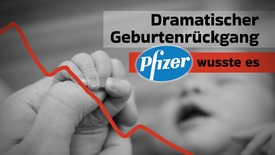 Dramatischer
Geburtenrückgang
Pfizer wusste es